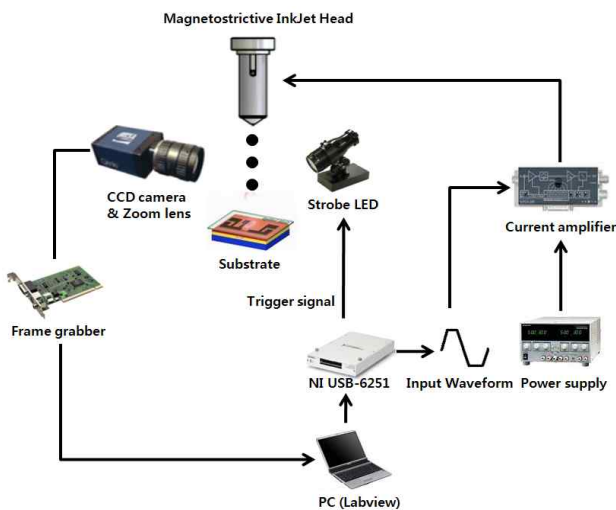 Magnetostrictive InkJet Head
CCD camera
& Zoom lens
Strobe LED
Current amplifier
Substrate
Trigger signal
Frame grabber
NI USB-6251
Input Waveform
Power supply
PC (Labview)